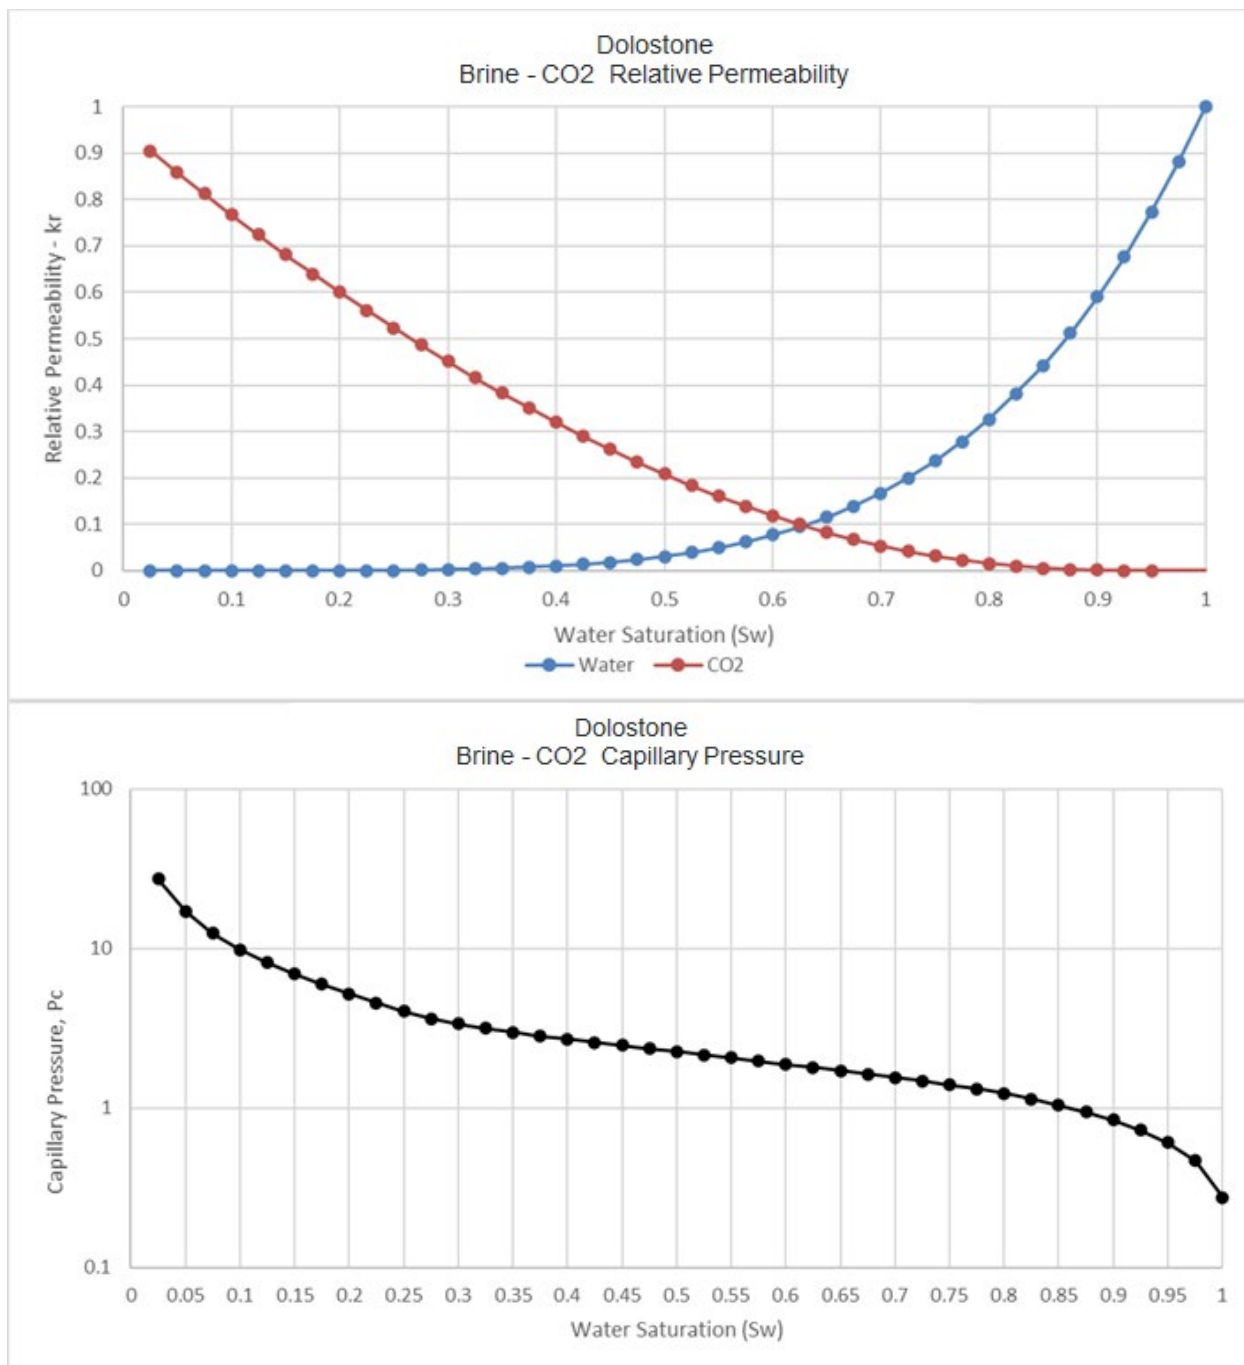 Dolostone
Brine - CO2 Relative Permeability
1
0.9
0.8
0.7
0.6
0.5
0.4
0.3
0.2
0.1
0
Relative Permeability - kr
0 0.1 0.2 0.3 0.4 0.5 0.6 0.7 0.8 0.9 1
Water Saturation (Sw)
Water CO2
Dolostone
Brine - CO2 Capillary Pressure
100
10
1
0.1
Capillary Pressure, Pc
0 0.05 0.1 0.15 0.2 0.25 0.3 0.35 0.4 0.45 0.5 0.55 0.6 0.65 0.7 0.75 0.8 0.85 0.9 0.95 1
Water Saturation (Sw)